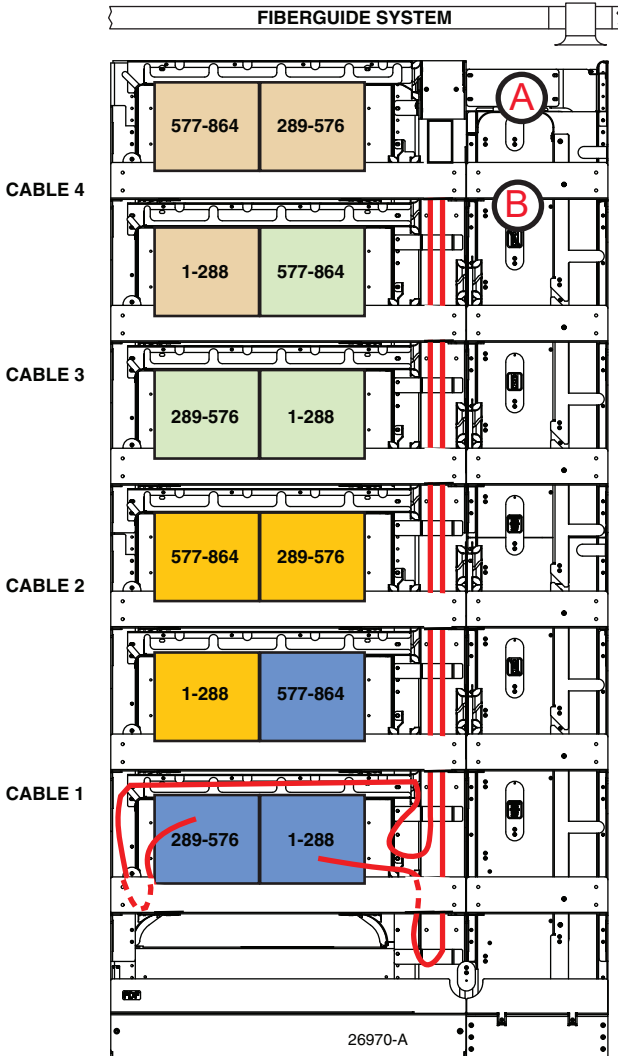 FIBERGUIDE SYSTEM
A
577-864 289-576
CABLE 4
B
1-288 577-864
CABLE 3
289-576 1-288
577-864 289-576
CABLE 2
1-288 577-864
CABLE 1
289-576 1-288
26970-A